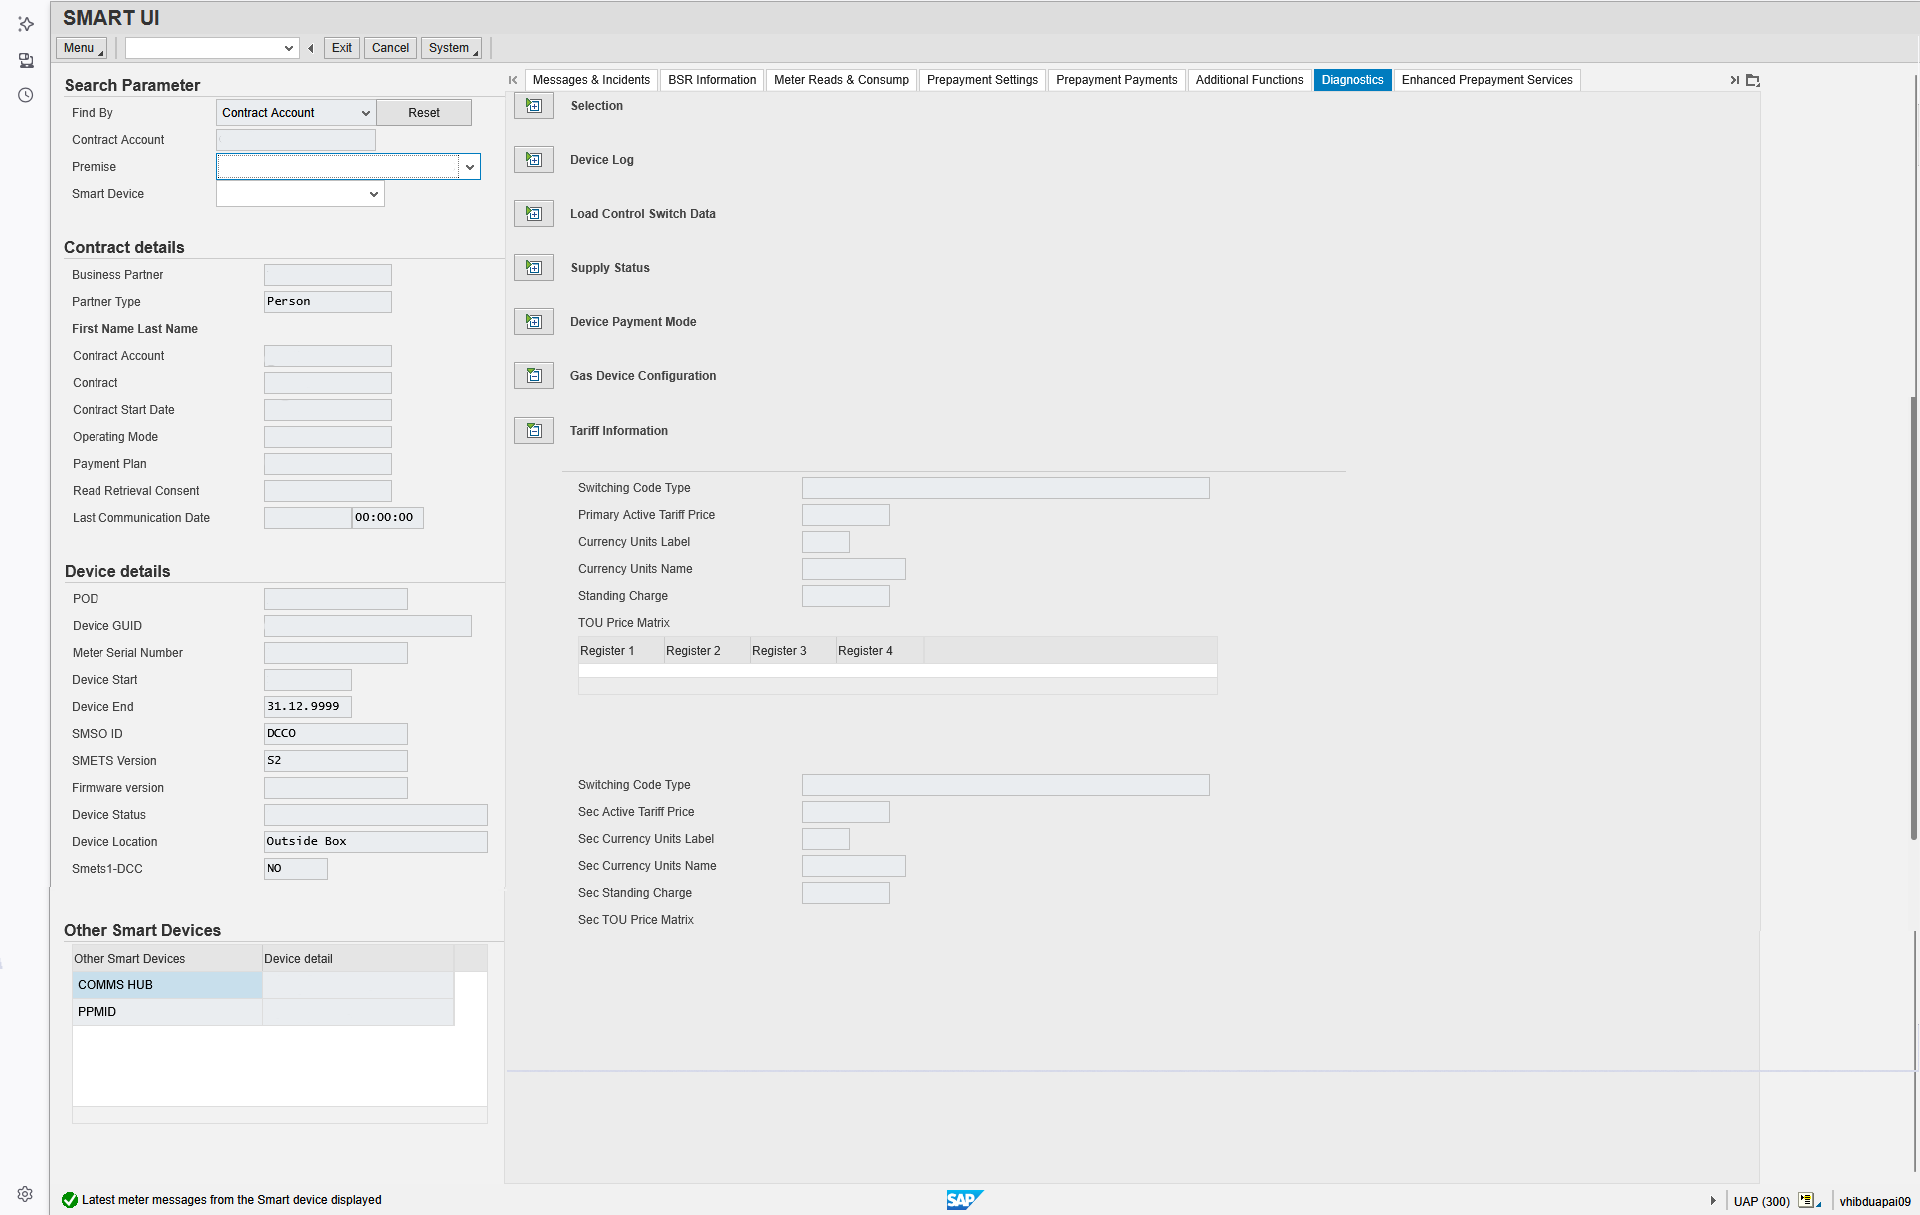 SMART UI
Menu
Exit
Cancel
System
Search Parameter
Find By
Contract Account
Reset
Contract Account
Premise
Smart Device
Contract details
Business Partner
Partner Type
Person
First Name Last Name
Contract Account
Contract
Contract Start Date
Operating Mode
Payment Plan
Read Retrieval Consent
Last Communication Date
00:00:00
Device details
POD
Device GUID
Meter Serial Number
Device Start
Device End
31.12.9999
SMSO ID
DCCO
SMETS Version
S2
Firmware version
Device Status
Device Location
Outside Box
Smets1-DCC
NO
Other Smart Devices
Other Smart Devices
Device detail
COMMS HUB
PPMID
Messages & Incidents
BSR Information
Meter Reads & Consump
Prepayment Settings
Prepayment Payments
Additional Functions
Diagnostics
Enhanced Prepayment Services
Selection
Device Log
Load Control Switch Data
Supply Status
Device Payment Mode
Gas Device Configuration
Tariff Information
Switching Code Type
Primary Active Tariff Price
Currency Units Label
Currency Units Name
Standing Charge
TOU Price Matrix
Register 1
Register 2
Register 3
Register 4
Switching Code Type
Sec Active Tariff Price
Sec Currency Units Label
Sec Currency Units Name
Sec Standing Charge
Sec TOU Price Matrix
Latest meter messages from the Smart device displayed
SAP
UAP (300)
vhibduapai09